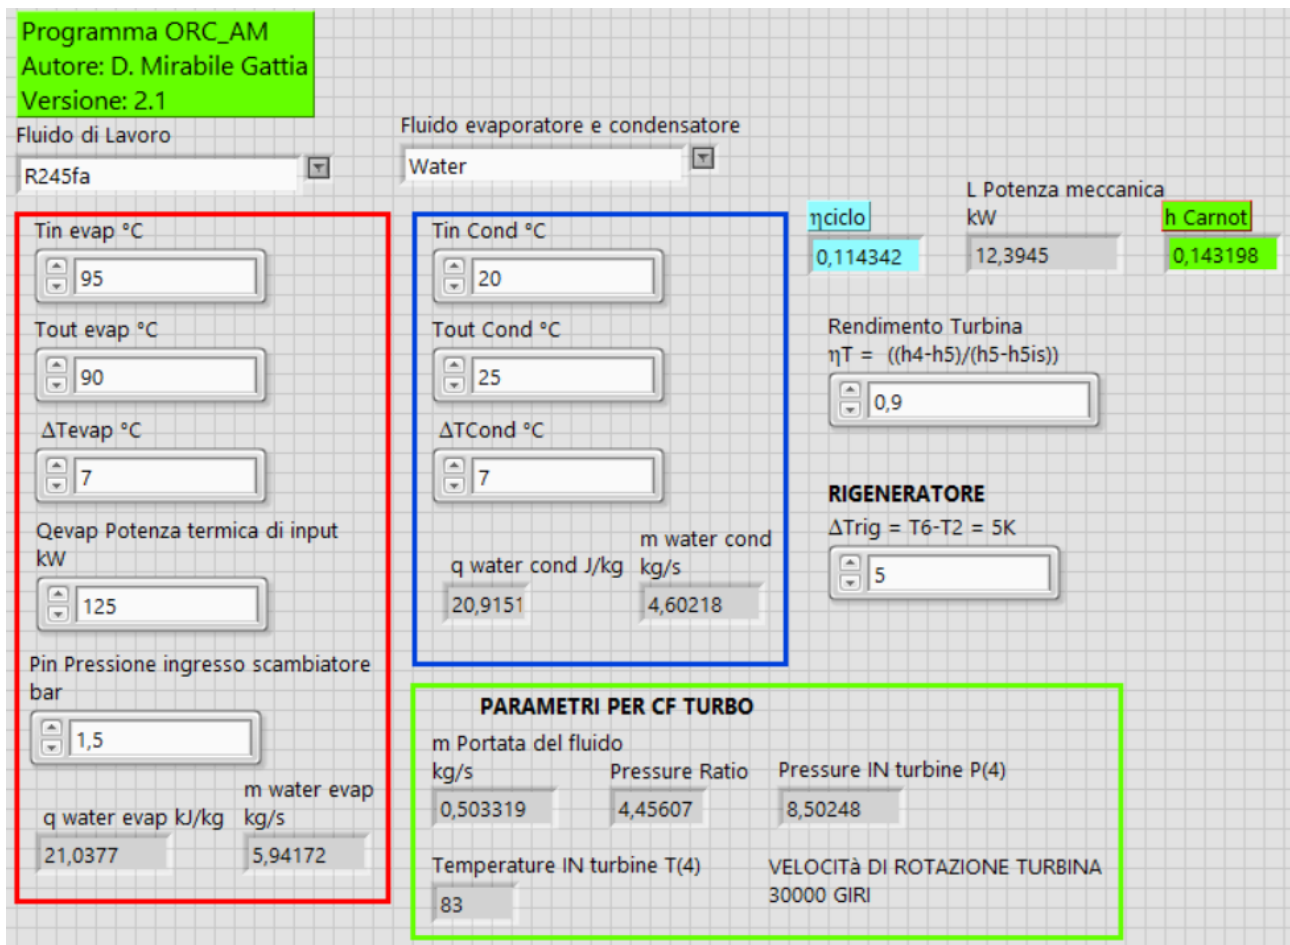 Programma ORC_AM
Autore: D. Mirabile Gattia
Versione: 2.1
Fluido di Lavoro
R245fa
Fluido evaporatore e condensatore
Water
Tin evap °C
95
Tout evap °C
90
ΔTevap °C
7
Qevap Potenza termica di input
kW
125
Pin Pressione ingresso scambiatore
bar
1,5
q water evap kJ/kg
21,0377
m water evap
kg/s
5,94172
Tin Cond °C
20
Tout Cond °C
25
ΔTCond °C
7
q water cond J/kg
20,9151
m water cond
kg/s
4,60218
ηciclo
0,114342
L Potenza meccanica
kW
12,3945
h Carnot
0,143198
Rendimento Turbina
ηT = ((h4-h5)/(h5-h5is))
0,9
RIGENERATORE
ΔTrig = T6-T2 = 5K
5
PARAMETRI PER CF TURBO
m Portata del fluido
kg/s
0,503319
Pressure Ratio
4,45607
Pressure IN turbine P(4)
8,50248
Temperature IN turbine T(4)
83
VELOCITà DI ROTAZIONE TURBINA
30000 GIRI